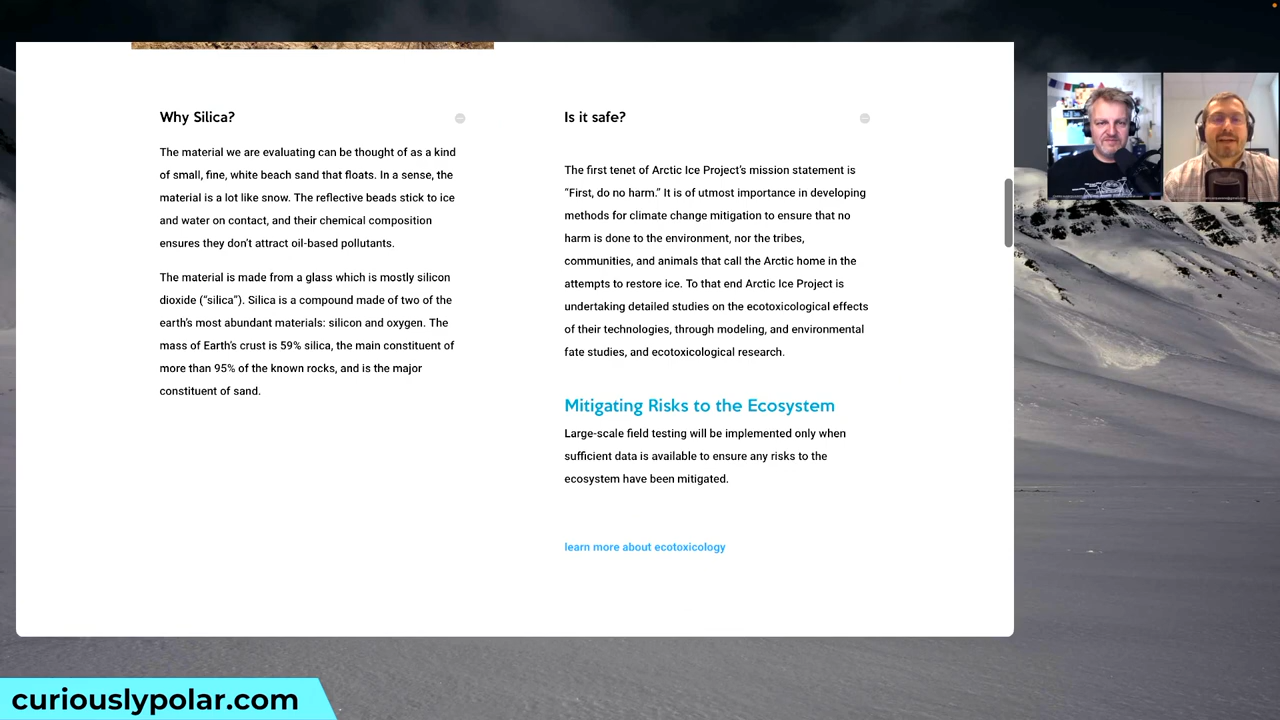 Why Silica?
The material we are evaluating can be thought of as a kind
of small, fine, white beach sand that floats. In a sense, the
material is a lot like snow. The reflective beads stick to ice
and water on contact, and their chemical composition
ensures they don’t attract oil-based pollutants.
The material is made from a glass which is mostly silicon
dioxide (“silica”). Silica is a compound made of two of the
earth’s most abundant materials: silicon and oxygen. The
mass of Earth’s crust is 59% silica, the main constituent of
more than 95% of the known rocks, and is the major
constituent of sand.
Is it safe?
The first tenet of Arctic Ice Project’s mission statement is
“First, do no harm.” It is of utmost importance in developing
methods for climate change mitigation to ensure that no
harm is done to the environment, nor the tribes,
communities, and animals that call the Arctic home in the
attempts to restore ice. To that end Arctic Ice Project is
undertaking detailed studies on the ecotoxicological effects
of their technologies, through modeling, and environmental
fate studies, and ecotoxicological research.
Mitigating Risks to the Ecosystem
Large-scale field testing will be implemented only when
sufficient data is available to ensure any risks to the
ecosystem have been mitigated.
learn more about ecotoxicology
curiouslypolar.com